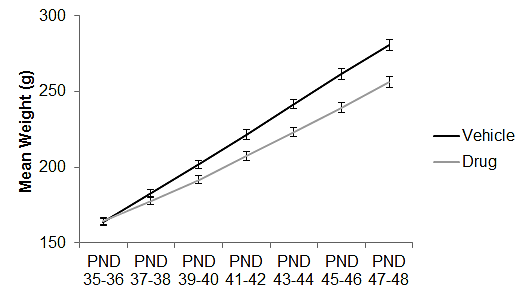 300
250
200
150
Mean Weight (g)
PND PND PND PND PND PND PND
35-36 37-38 39-40 41-42 43-44 45-46 47-48
Vehicle
Drug